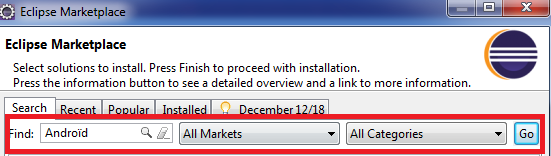 Eclipse Marketplace
Eclipse Marketplace
Select solutions to install. Press Finish to proceed with installation.
Press the information button to see a detailed overview and a link to more information.
Search Recent Popular Installed December 12/18
Find: Androïd All Markets All Categories Go